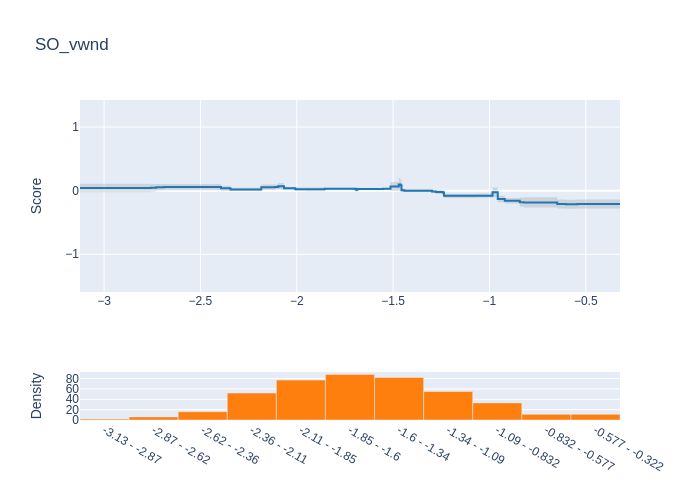 SO_vwnd
Score
1
0
−1
−3
−2.5
−2
−1.5
−1
−0.5
Density
80
60
40
20
0
-3.13 - -2.87
-2.87 - -2.62
-2.62 - -2.36
-2.36 - -2.11
-2.11 - -1.85
-1.85 - -1.6
-1.6 - -1.34
-1.34 - -1.09
-1.09 - -0.832
-0.832 - -0.577
-0.577 - -0.322